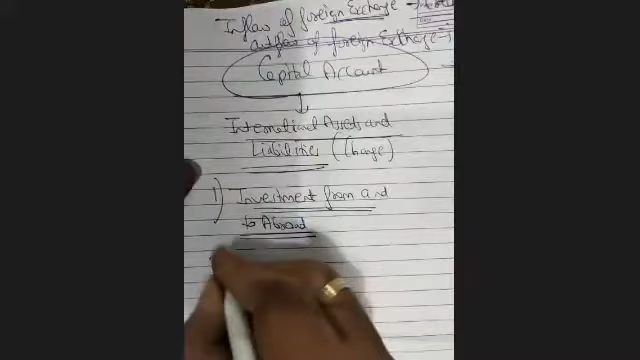 Inflow of foreign Exchange
outflow of foreign Exchange
Capital Account
International Assets and
Liabilities (Change)
1) Investment from and
to Abroad